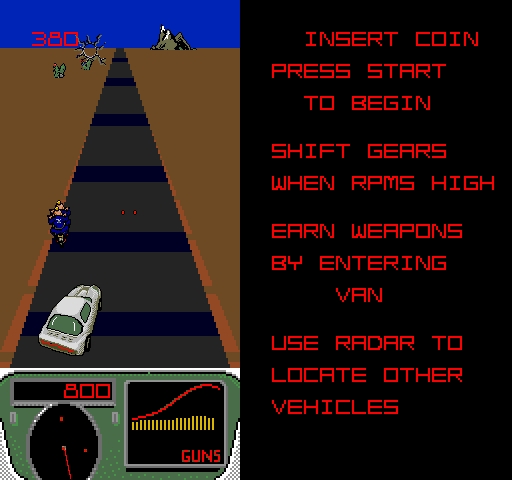 380
INSERT COIN
PRESS START
TO BEGIN
SHIFT GEARS
WHEN RPMS HIGH
EARN WEAPONS
BY ENTERING
VAN
USE RADAR TO
LOCATE OTHER
VEHICLES
800
GUNS